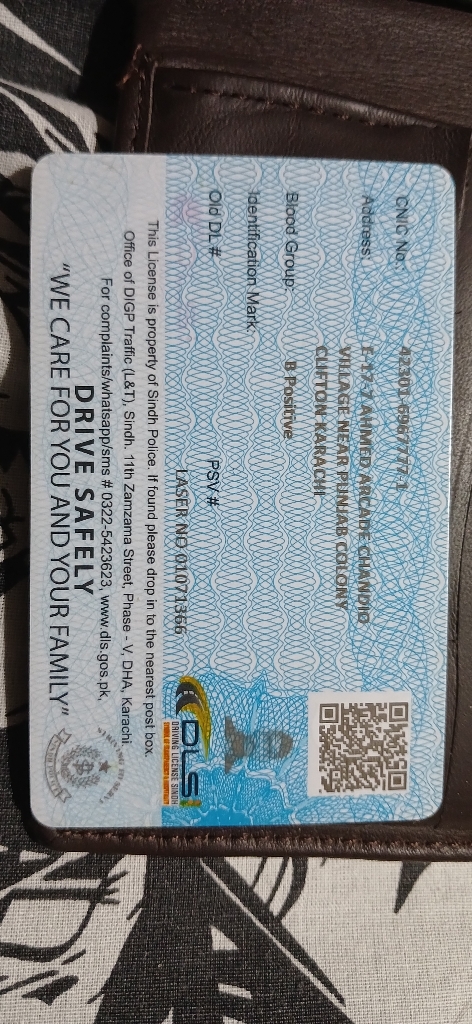 CNIC No.: 42301-6967777-1
Address: F-17-7 AHMED ARCADE CHANDIO
VILLAGE NEAR PUNJAB COLONY
CLIFTON KARACHI
Blood Group: B Positive
Identification Mark:
Old DL # PSV #
LASER NO 01071366
This License is property of Sindh Police. If found please drop in to the nearest post box
Office of DIGP Traffic (L&T), Sindh. 11th Zamzama Street, Phase - V, DHA, Karachi.
For complaints/whatsapp/sms # 0322-5423623, www.dls.gos.pk,
DRIVE SAFELY
"WE CARE FOR YOU AND YOUR FAMILY"
DLS
DRIVING LICENSE SINDH